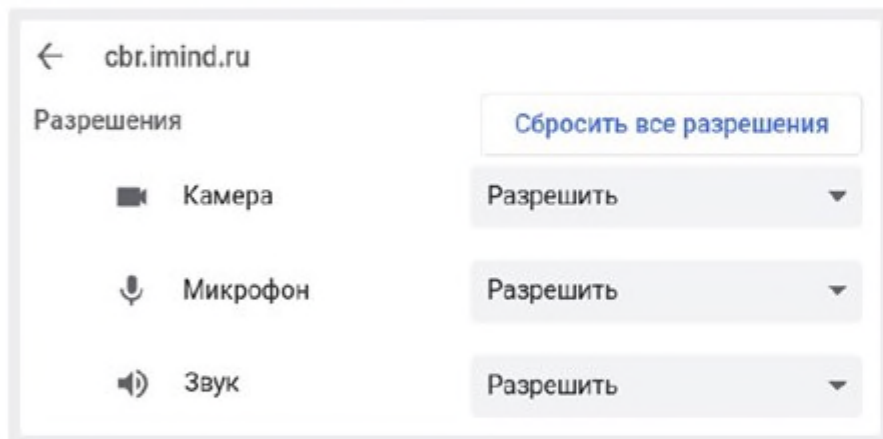 cbr.imind.ru
Разрешения Сбросить все разрешения
Камера Разрешить
Микрофон Разрешить
Звук Разрешить